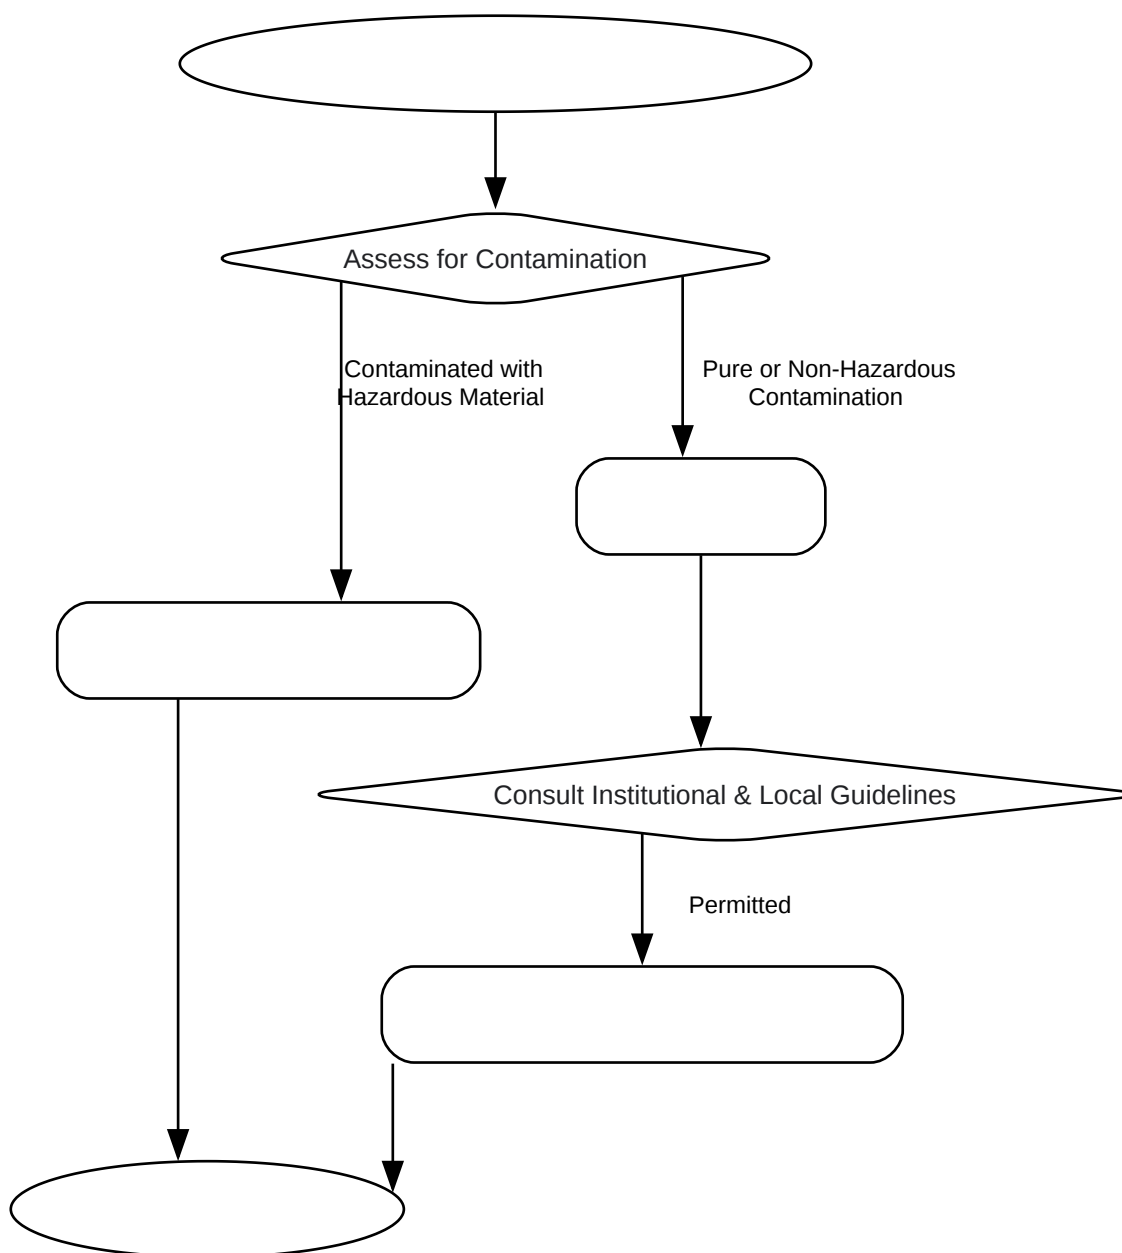 Assess for Contamination
Contaminated with
Hazardous Material
Pure or Non-Hazardous
Contamination
Consult Institutional & Local Guidelines
Permitted